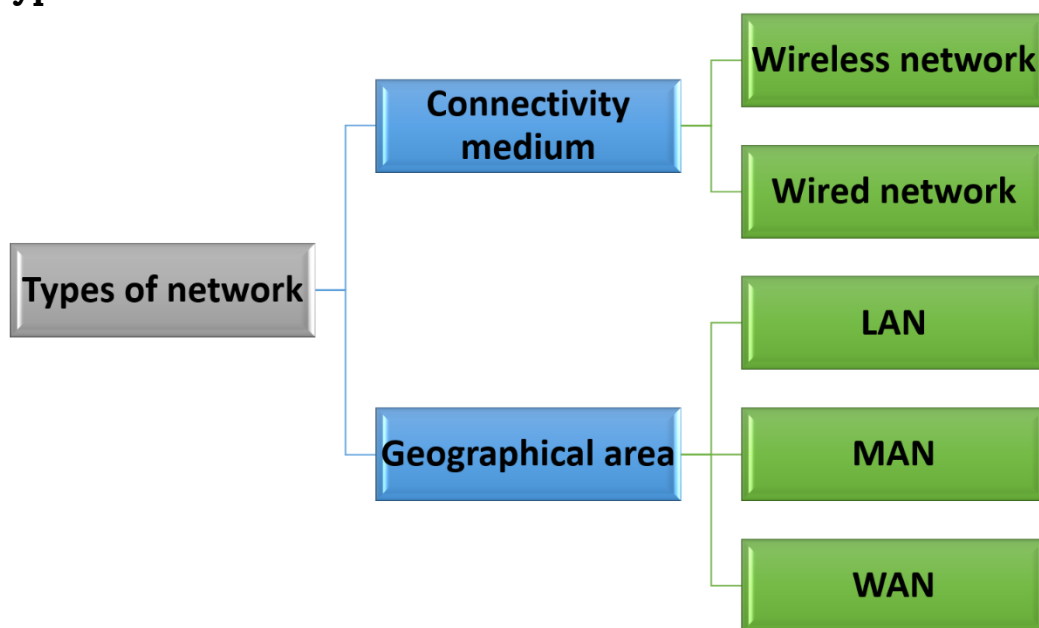 Types of network
Connectivity
medium
Wireless network
Wired network
Geographical area
LAN
MAN
WAN